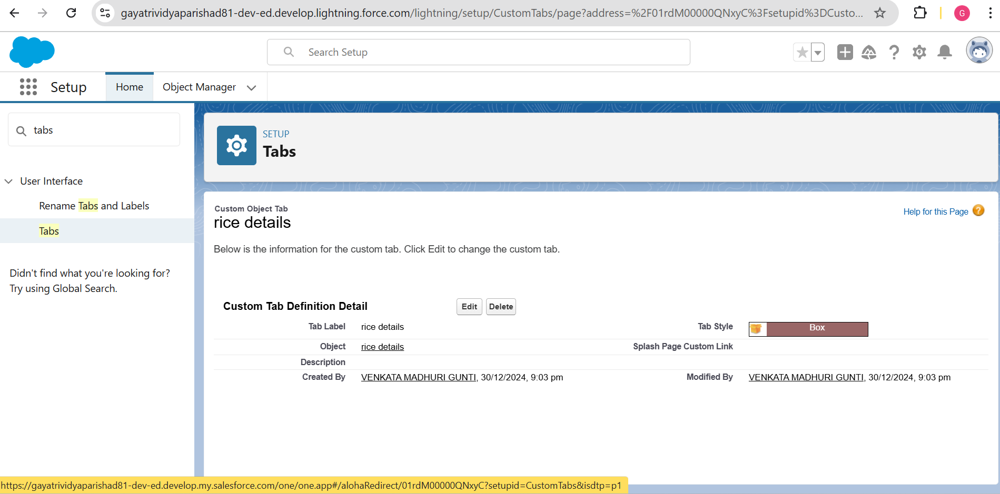 gayatrividyaparishad81-dev-ed.develop.lightning.force.com/lightning/setup/CustomTabs/page?address=%2F01rdM00000QNxyC%3Fsetupid%3DCusto...
G
Search Setup
Setup
Home
Object Manager
tabs
SETUP
Tabs
User Interface
Rename Tabs and Labels
Tabs
Didn't find what you're looking for?
Try using Global Search.
Custom Object Tab
rice details
Help for this Page ?
Below is the information for the custom tab. Click Edit to change the custom tab.
Custom Tab Definition Detail
Edit
Delete
Tab Label rice details
Tab Style Box
Object rice details
Splash Page Custom Link
Description
Created By VENKATA MADHURI GUNTI, 30/12/2024, 9:03 pm
Modified By VENKATA MADHURI GUNTI, 30/12/2024, 9:03 pm
https://gayatrividyaparishad81-dev-ed.develop.my.salesforce.com/one/one.app#/alohaRedirect/01rdM00000QNxyC?setupid=CustomTabs&isdtp=p1